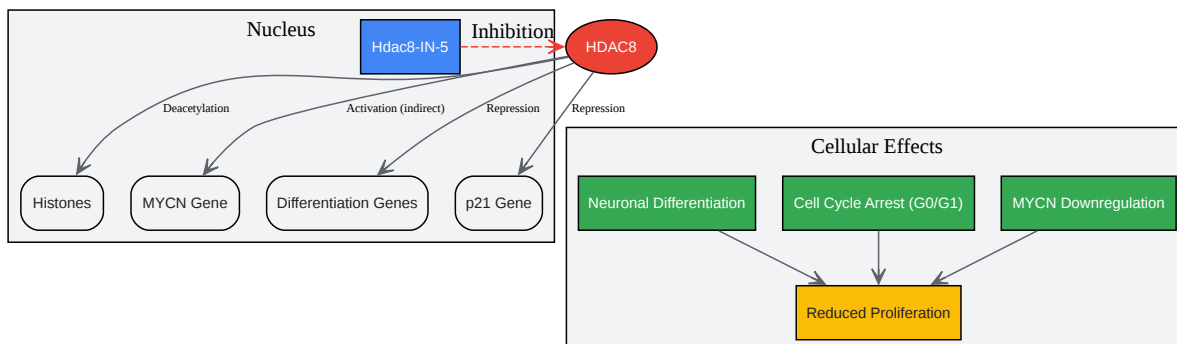 Nucleus
Hdac8-IN-5
Inhibition
HDAC8
Deacetylation
Activation (indirect)
Repression
Repression
Histones
MYCN Gene
Differentiation Genes
p21 Gene
Cellular Effects
Neuronal Differentiation
Cell Cycle Arrest (G0/G1)
MYCN Downregulation
Reduced Proliferation